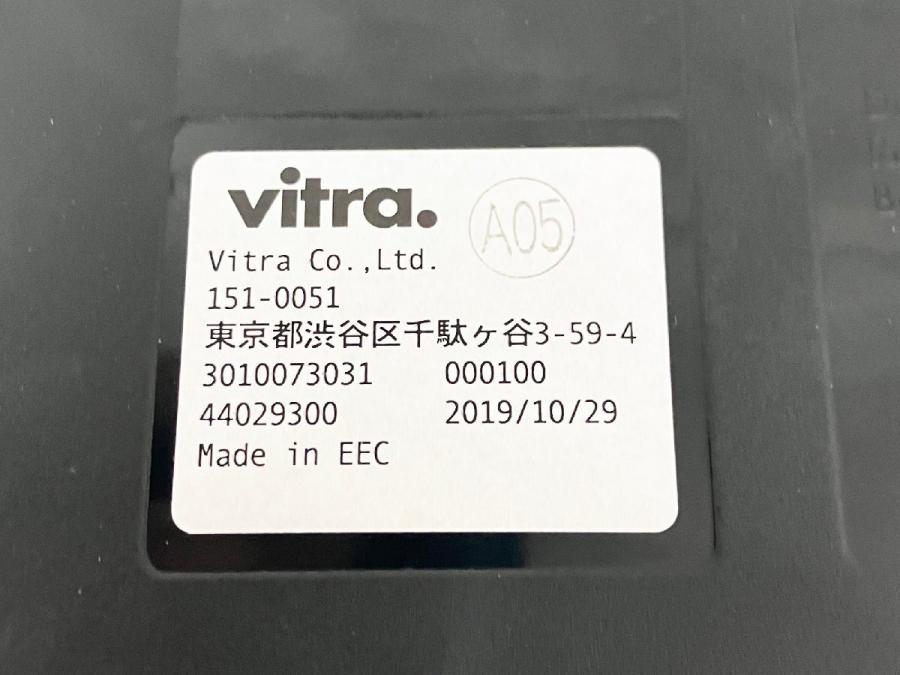 vitra.
A05
Vitra Co.,Ltd.
151-0051
東京都渋谷区千駄ヶ谷3-59-4
3010073031 000100
44029300 2019/10/29
Made in EEC